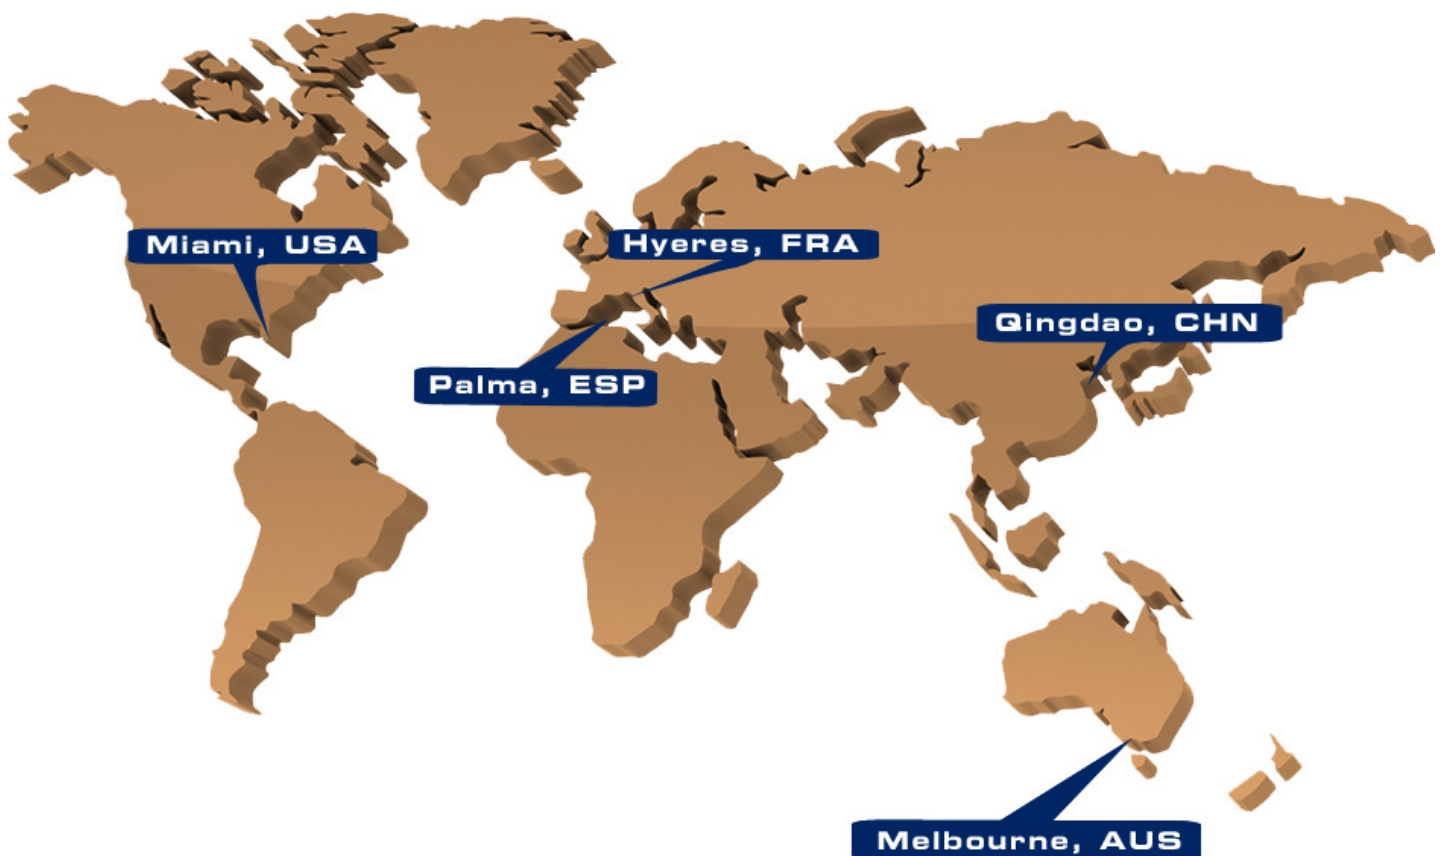 Miami, USA
Hyeres, FRA
Qingdao, CHN
Palma, ESP
Melbourne, AUS